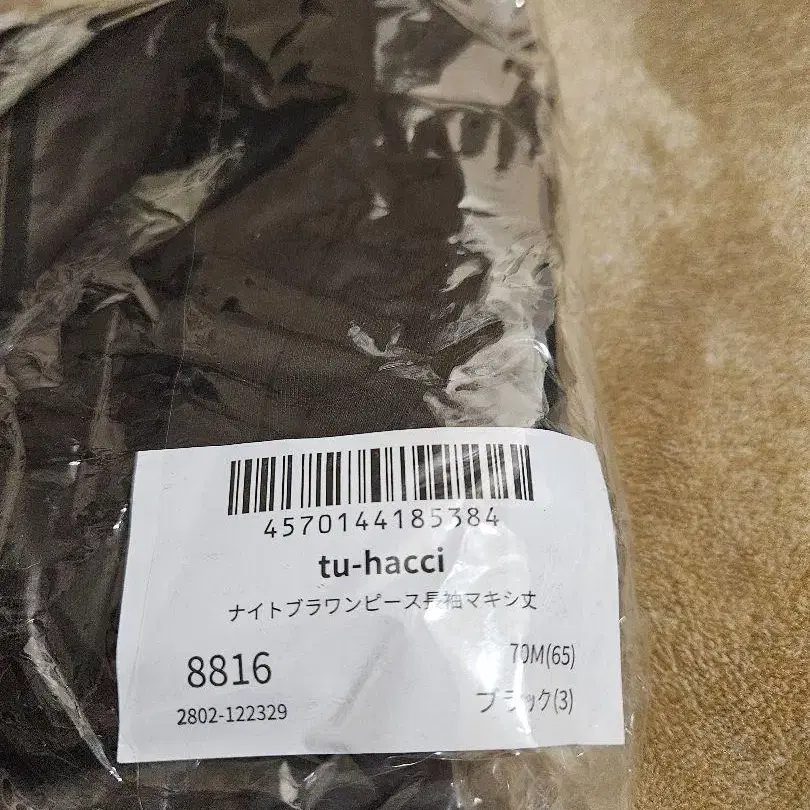 4570144185384
tu-hacci
ナイトブラワンピース長袖マキシ丈
8816
70M(65)
2802-122329
ブラック(3)